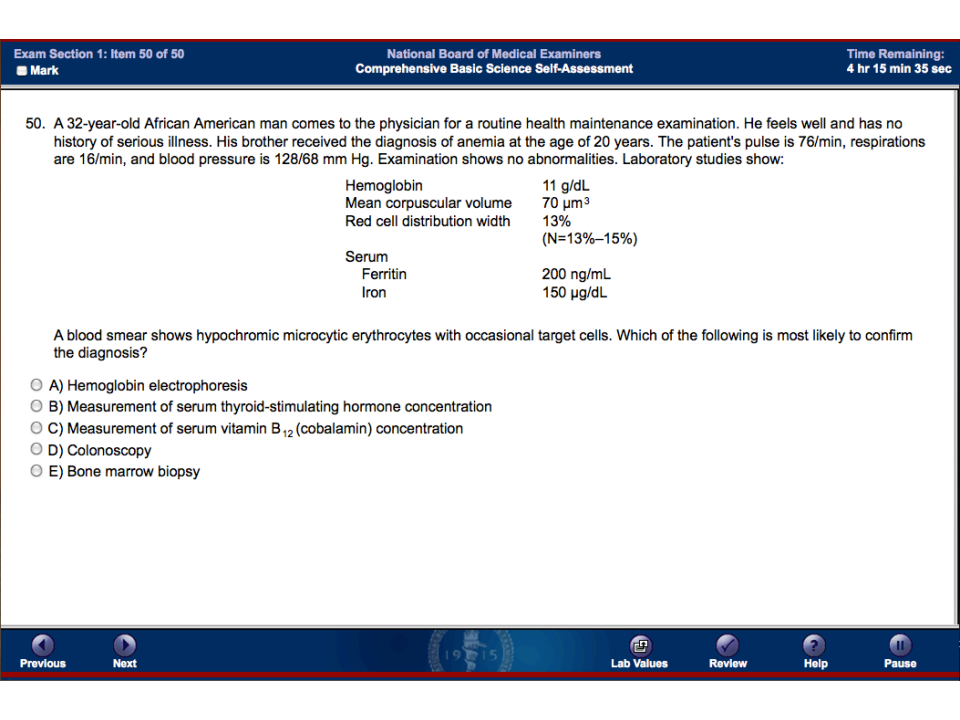 Exam Section 1: Item 50 of 50
National Board of Medical Examiners
Time Remaining:
Mark
Comprehensive Basic Science Self-Assessment
4 hr 15 min 35 sec
50. A 32-year-old African American man comes to the physician for a routine health maintenance examination. He feels well and has no
history of serious illness. His brother received the diagnosis of anemia at the age of 20 years. The patient's pulse is 76/min, respirations
are 16/min, and blood pressure is 128/68 mm Hg. Examination shows no abnormalities. Laboratory studies show:
Hemoglobin 11 g/dL
Mean corpuscular volume 70 µm³
Red cell distribution width 13%
(N=13%–15%)
Serum
Ferritin 200 ng/mL
Iron 150 µg/dL
A blood smear shows hypochromic microcytic erythrocytes with occasional target cells. Which of the following is most likely to confirm
the diagnosis?
A) Hemoglobin electrophoresis
B) Measurement of serum thyroid-stimulating hormone concentration
C) Measurement of serum vitamin B₁₂ (cobalamin) concentration
D) Colonoscopy
E) Bone marrow biopsy
1915
Previous
Next
Lab Values
Review
Help
Pause